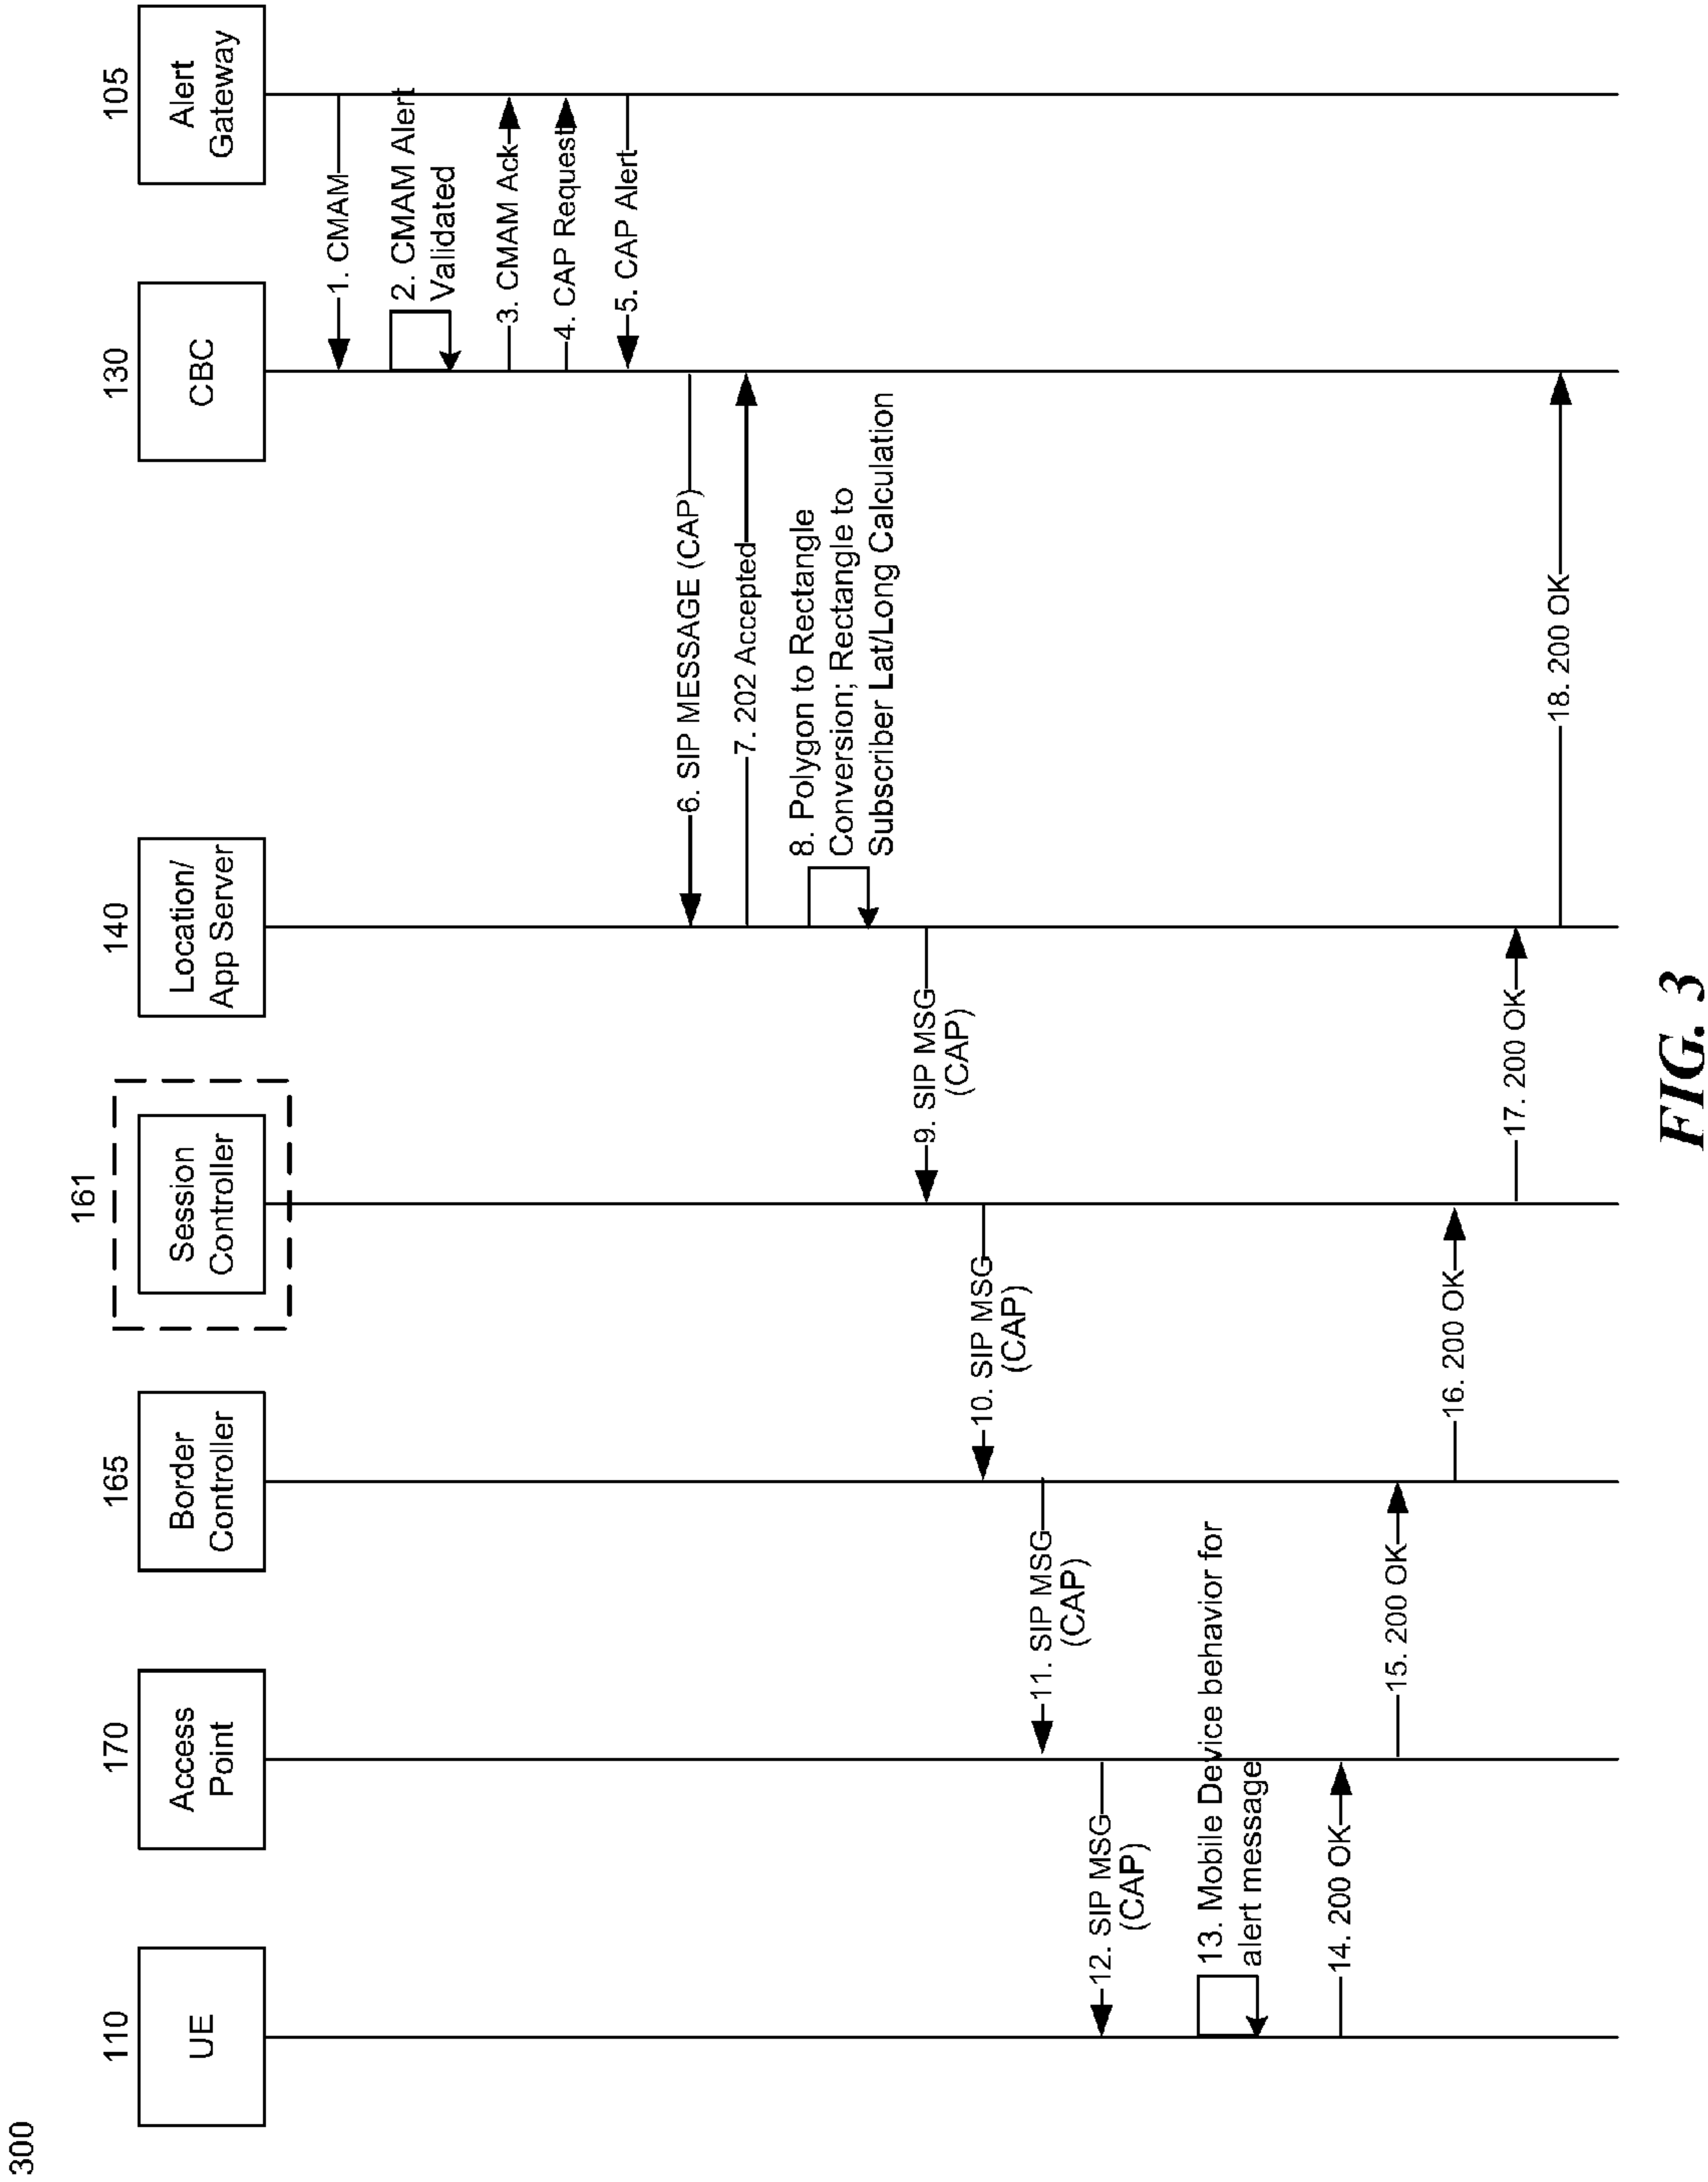 300
110
170
165
161
140
130
105
UE
Access
Point
Border
Controller
Session
Controller
Location/
App Server
CBC
Alert
Gateway
1. CMAM
2. CMAM Alert
Validated
3. CMAM Ack
4. CAP Request
5. CAP Alert
6. SIP MESSAGE (CAP)
7. 202 Accepted
8. Polygon to Rectangle
Conversion; Rectangle to
Subscriber Lat/Long Calculation
9. SIP MSG
(CAP)
10. SIP MSG
(CAP)
11. SIP MSG
(CAP)
12. SIP MSG
(CAP)
13. Mobile Device behavior for
alert message
14. 200 OK
15. 200 OK
16. 200 OK
17. 200 OK
18. 200 OK
FIG. 3